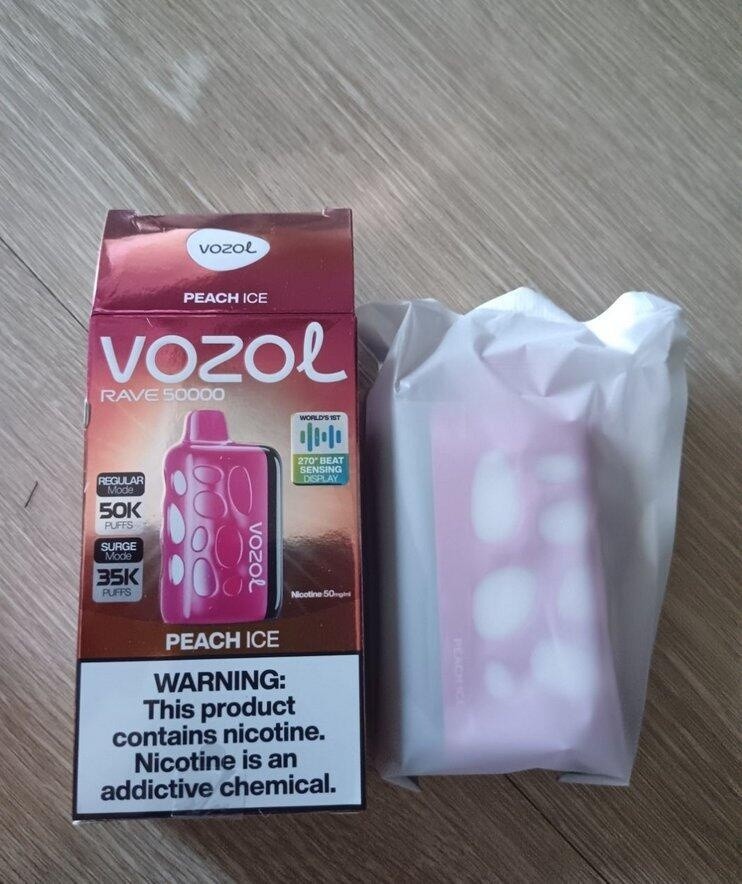 VOZOL
PEACH ICE
VOZOL
RAVE 50000
WORLD'S 1ST
270° BEAT
SENSING
DISPLAY
REGULAR
Mode
50K
PUFFS
SURGE
Mode
35K
PUFFS
VOZOL
Nicotine 50mg/ml
PEACH ICE
WARNING:
This product
contains nicotine.
Nicotine is an
addictive chemical.
PEACH ICE